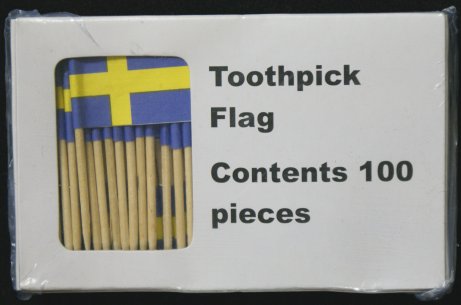 Toothpick
Flag
Contents 100
pieces